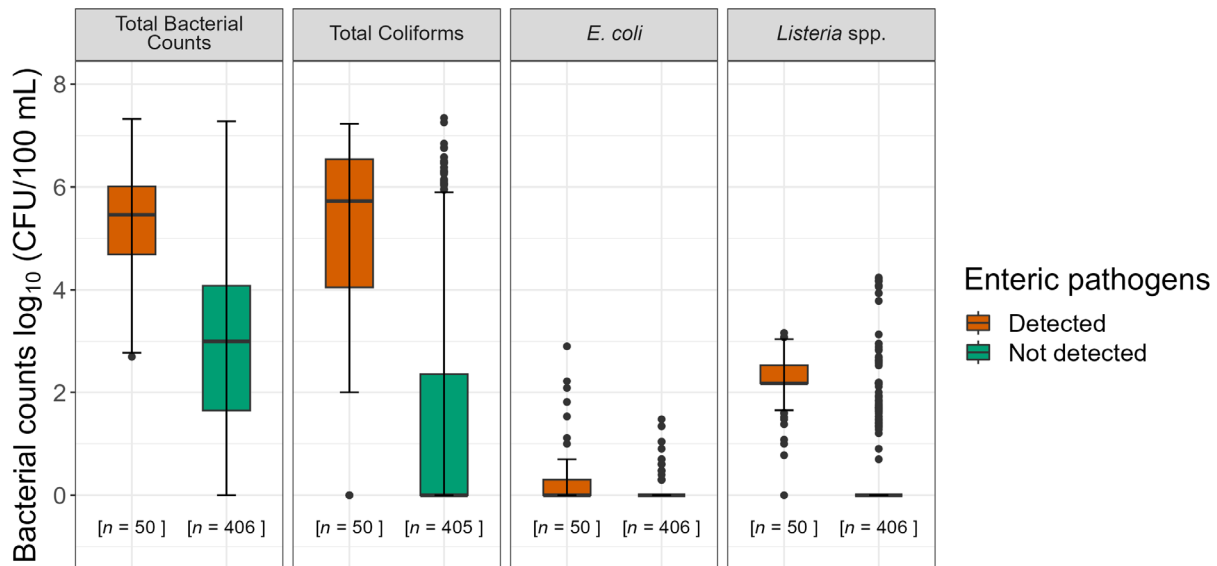 Total Bacterial
Counts
Total Coliforms
E. coli
Listeria spp.
Bacterial counts log₁₀ (CFU/100 mL)
8
6
4
2
0
[n = 50 ]
[n = 406 ]
[n = 50 ]
[n = 405 ]
[n = 50 ]
[n = 406 ]
[n = 50 ]
[n = 406 ]
Enteric pathogens
Detected
Not detected